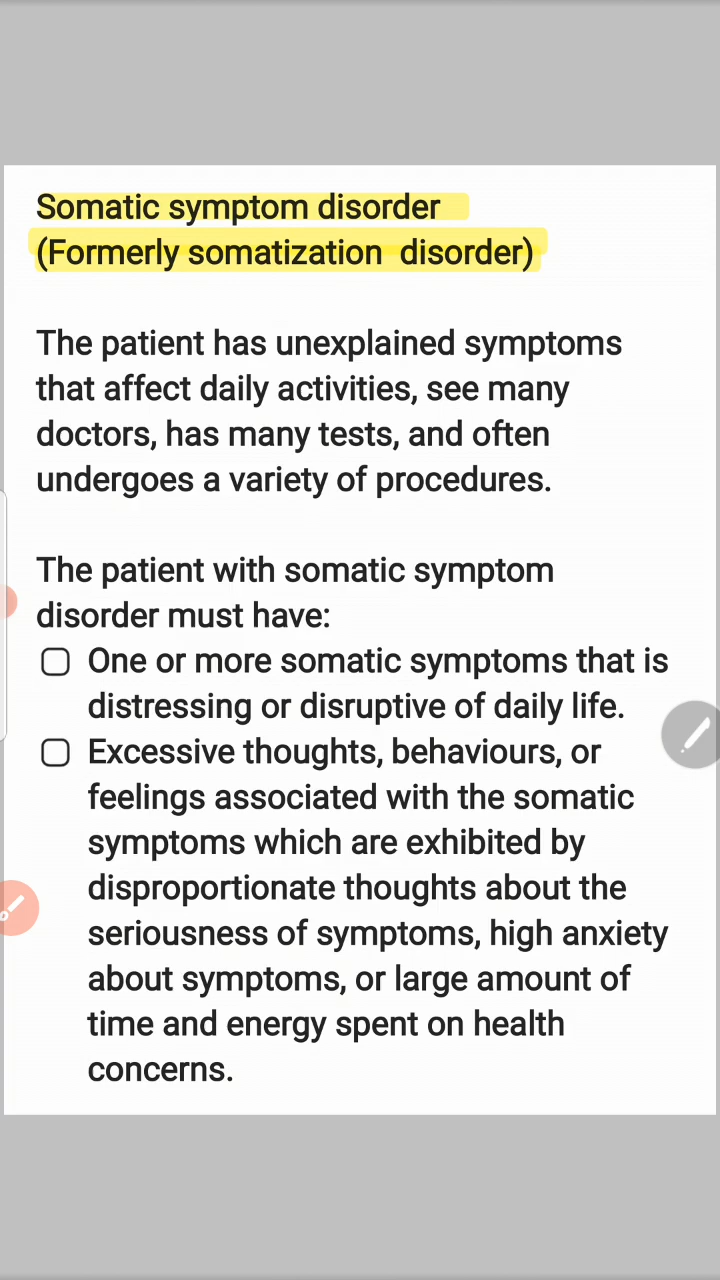 Somatic symptom disorder
(Formerly somatization disorder)
The patient has unexplained symptoms
that affect daily activities, see many
doctors, has many tests, and often
undergoes a variety of procedures.
The patient with somatic symptom
disorder must have:
One or more somatic symptoms that is
distressing or disruptive of daily life.
Excessive thoughts, behaviours, or
feelings associated with the somatic
symptoms which are exhibited by
disproportionate thoughts about the
seriousness of symptoms, high anxiety
about symptoms, or large amount of
time and energy spent on health
concerns.